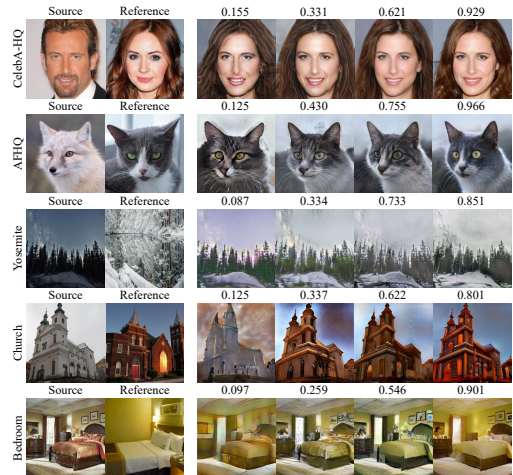 Source Reference 0.155 0.331 0.621 0.929
CelebA-HQ
Source Reference 0.125 0.430 0.755 0.966
AFHQ
Source Reference 0.087 0.334 0.733 0.851
Yosemite
Source Reference 0.125 0.337 0.622 0.801
Church
Source Reference 0.097 0.259 0.546 0.901
Bedroom